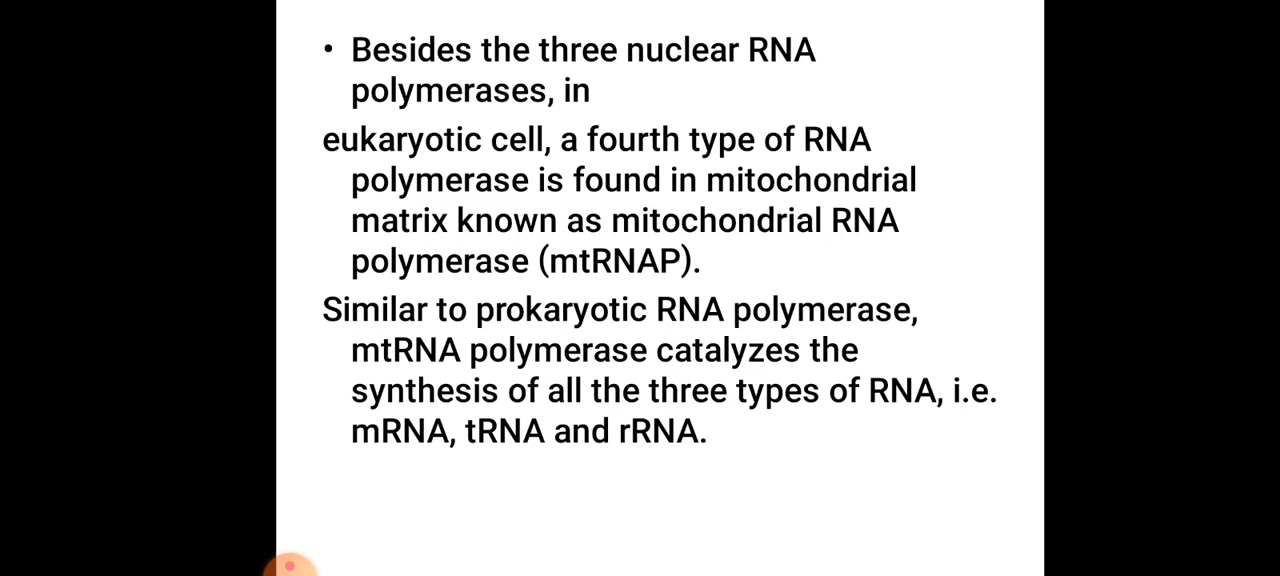 • Besides the three nuclear RNA
polymerases, in
eukaryotic cell, a fourth type of RNA
polymerase is found in mitochondrial
matrix known as mitochondrial RNA
polymerase (mtRNAP).
Similar to prokaryotic RNA polymerase,
mtRNA polymerase catalyzes the
synthesis of all the three types of RNA, i.e.
mRNA, tRNA and rRNA.